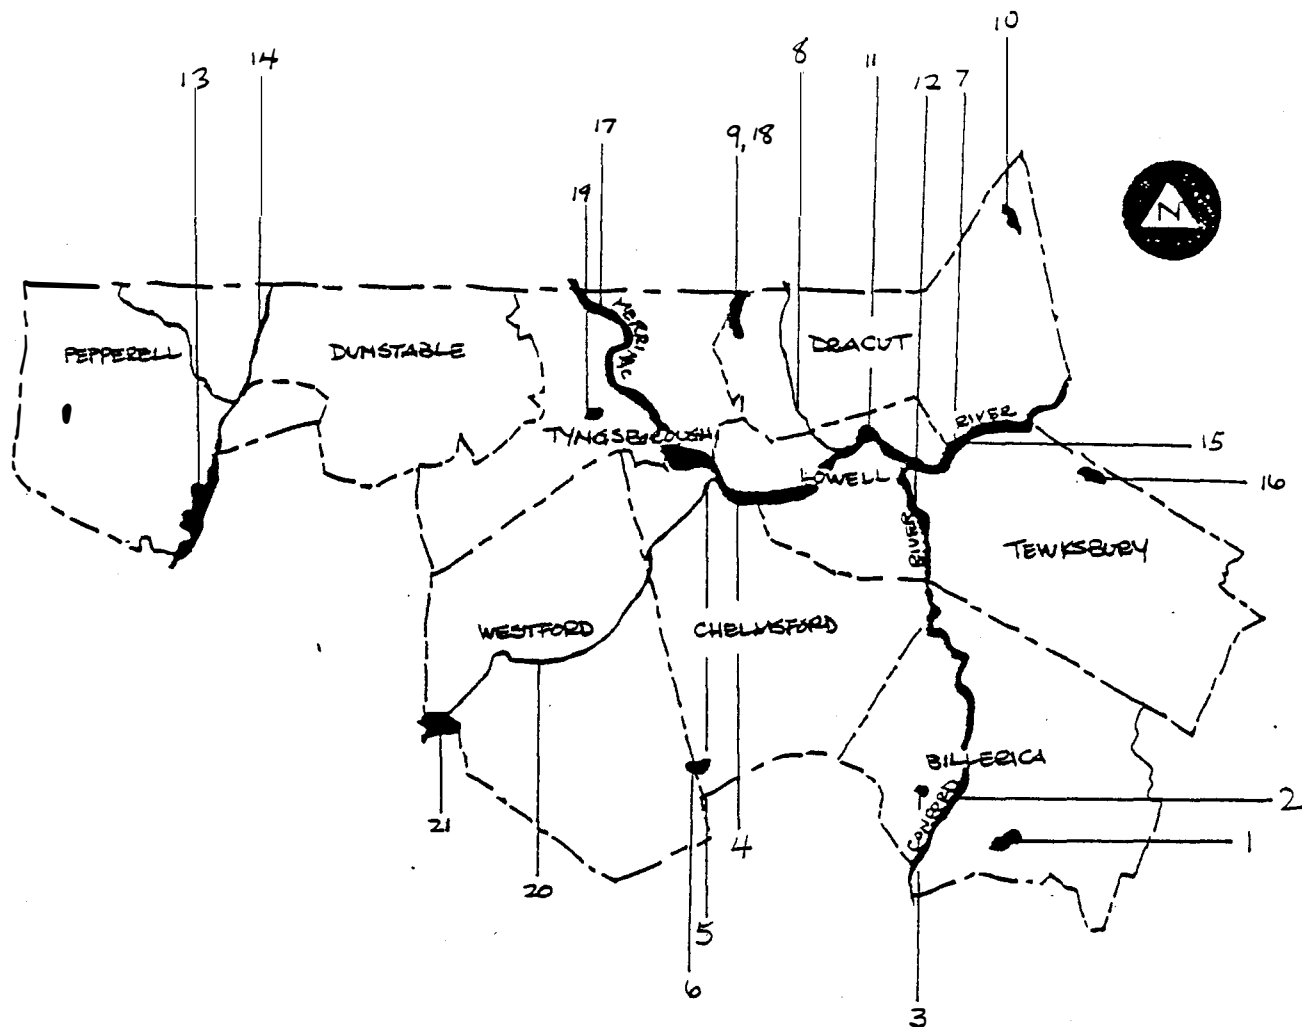 10
8
11
14
13
12
7
17
9, 18
19
N
MERRIMAC
DRACUT
PEPPERELL
DUNSTABLE
RIVER
TYNGSBOROUGH
15
LOWELL
16
RIVER
TEWKSBURY
WESTFORD
CHELMSFORD
BILLERICA
CONCORD
2
21
4
1
20
5
6
3